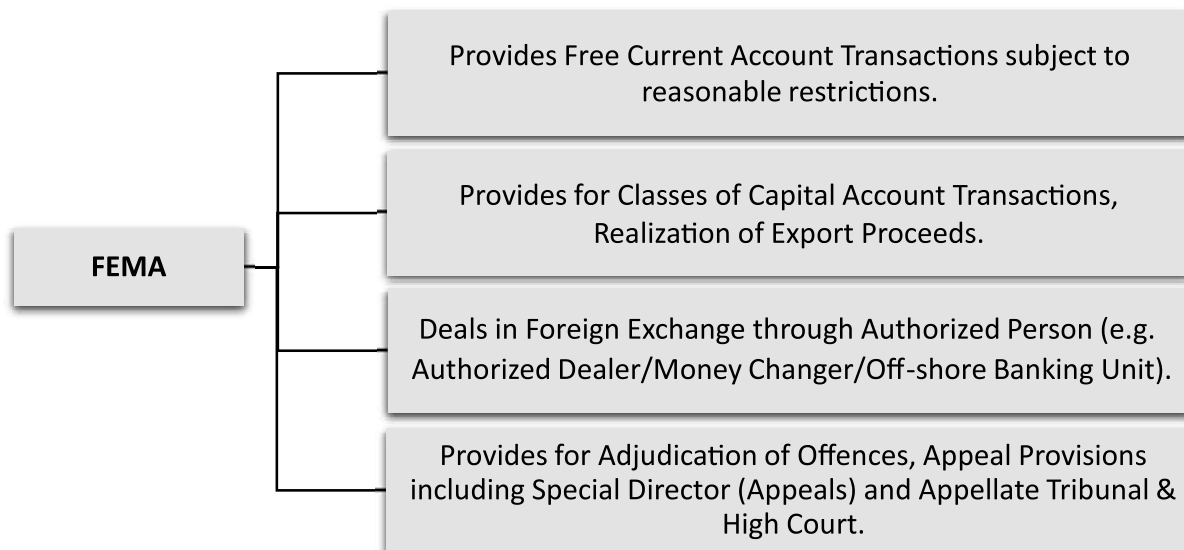 FEMA
Provides Free Current Account Transactions subject to
reasonable restrictions.
Provides for Classes of Capital Account Transactions,
Realization of Export Proceeds.
Deals in Foreign Exchange through Authorized Person (e.g.
Authorized Dealer/Money Changer/Off-shore Banking Unit).
Provides for Adjudication of Offences, Appeal Provisions
including Special Director (Appeals) and Appellate Tribunal &
High Court.